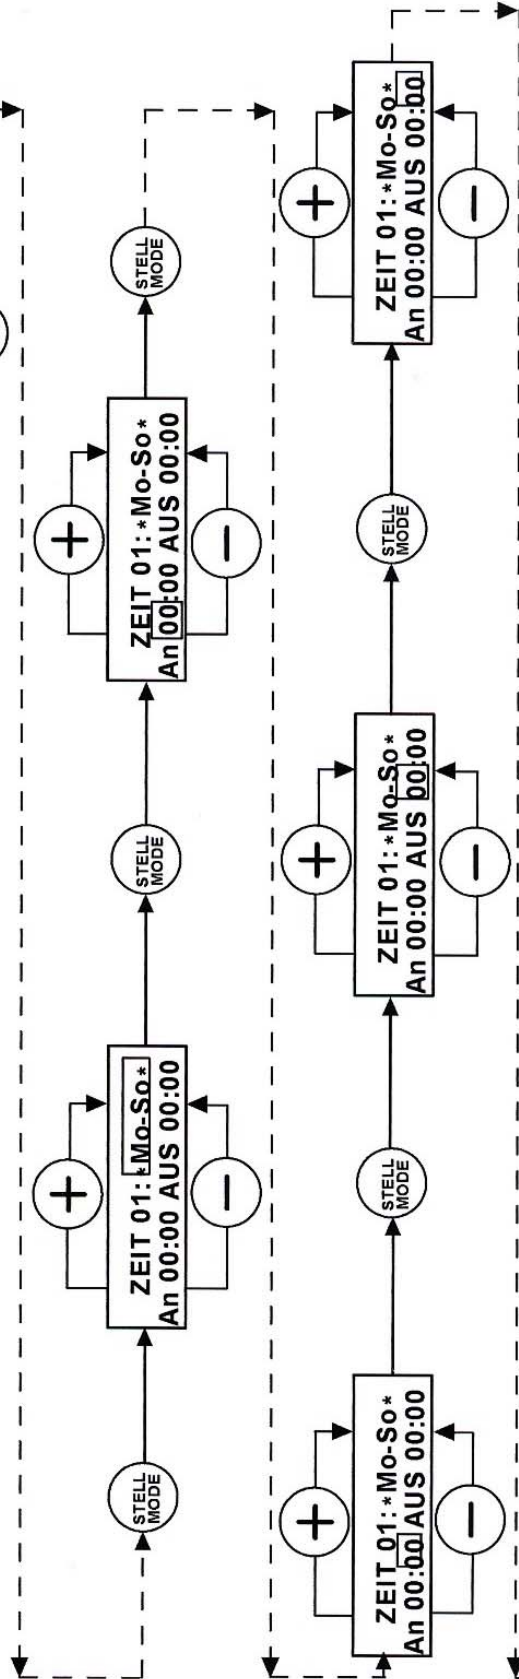 STELL
MODE
+
ZEIT 01:*Mo-So*
An 00:00 AUS 00:00
−
STELL
MODE
+
ZEIT 01:*Mo-So*
An 00:00 AUS 00:00
−
STELL
MODE
+
ZEIT 01:*Mo-So*
An 00:00 AUS 00:00
−
STELL
MODE
+
ZEIT 01:*Mo-So*
An 00:00 AUS 00:00
−
STELL
MODE
+
ZEIT 01:*Mo-So*
An 00:00 AUS 00:00
−